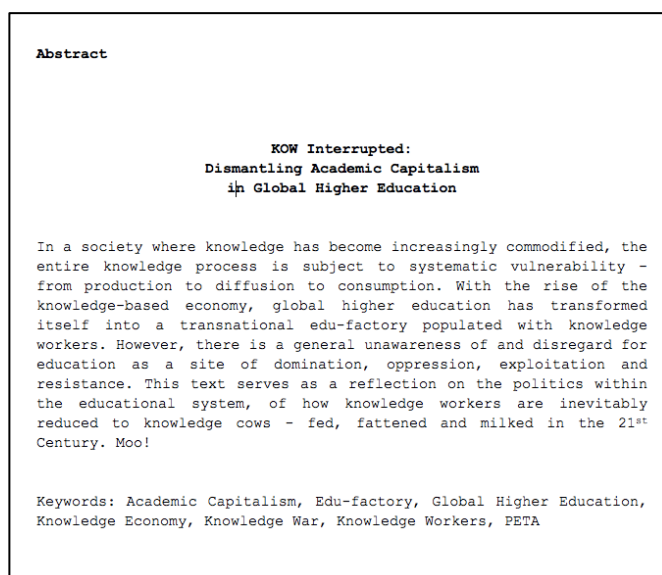 Abstract
KOW Interrupted:
Dismantling Academic Capitalism
in Global Higher Education
In a society where knowledge has become increasingly commodified, the
entire knowledge process is subject to systematic vulnerability -
from production to diffusion to consumption. With the rise of the
knowledge-based economy, global higher education has transformed
itself into a transnational edu-factory populated with knowledge
workers. However, there is a general unawareness of and disregard for
education as a site of domination, oppression, exploitation and
resistance. This text serves as a reflection on the politics within
the educational system, of how knowledge workers are inevitably
reduced to knowledge cows - fed, fattened and milked in the 21st
Century. Moo!
Keywords: Academic Capitalism, Edu-factory, Global Higher Education,
Knowledge Economy, Knowledge War, Knowledge Workers, PETA